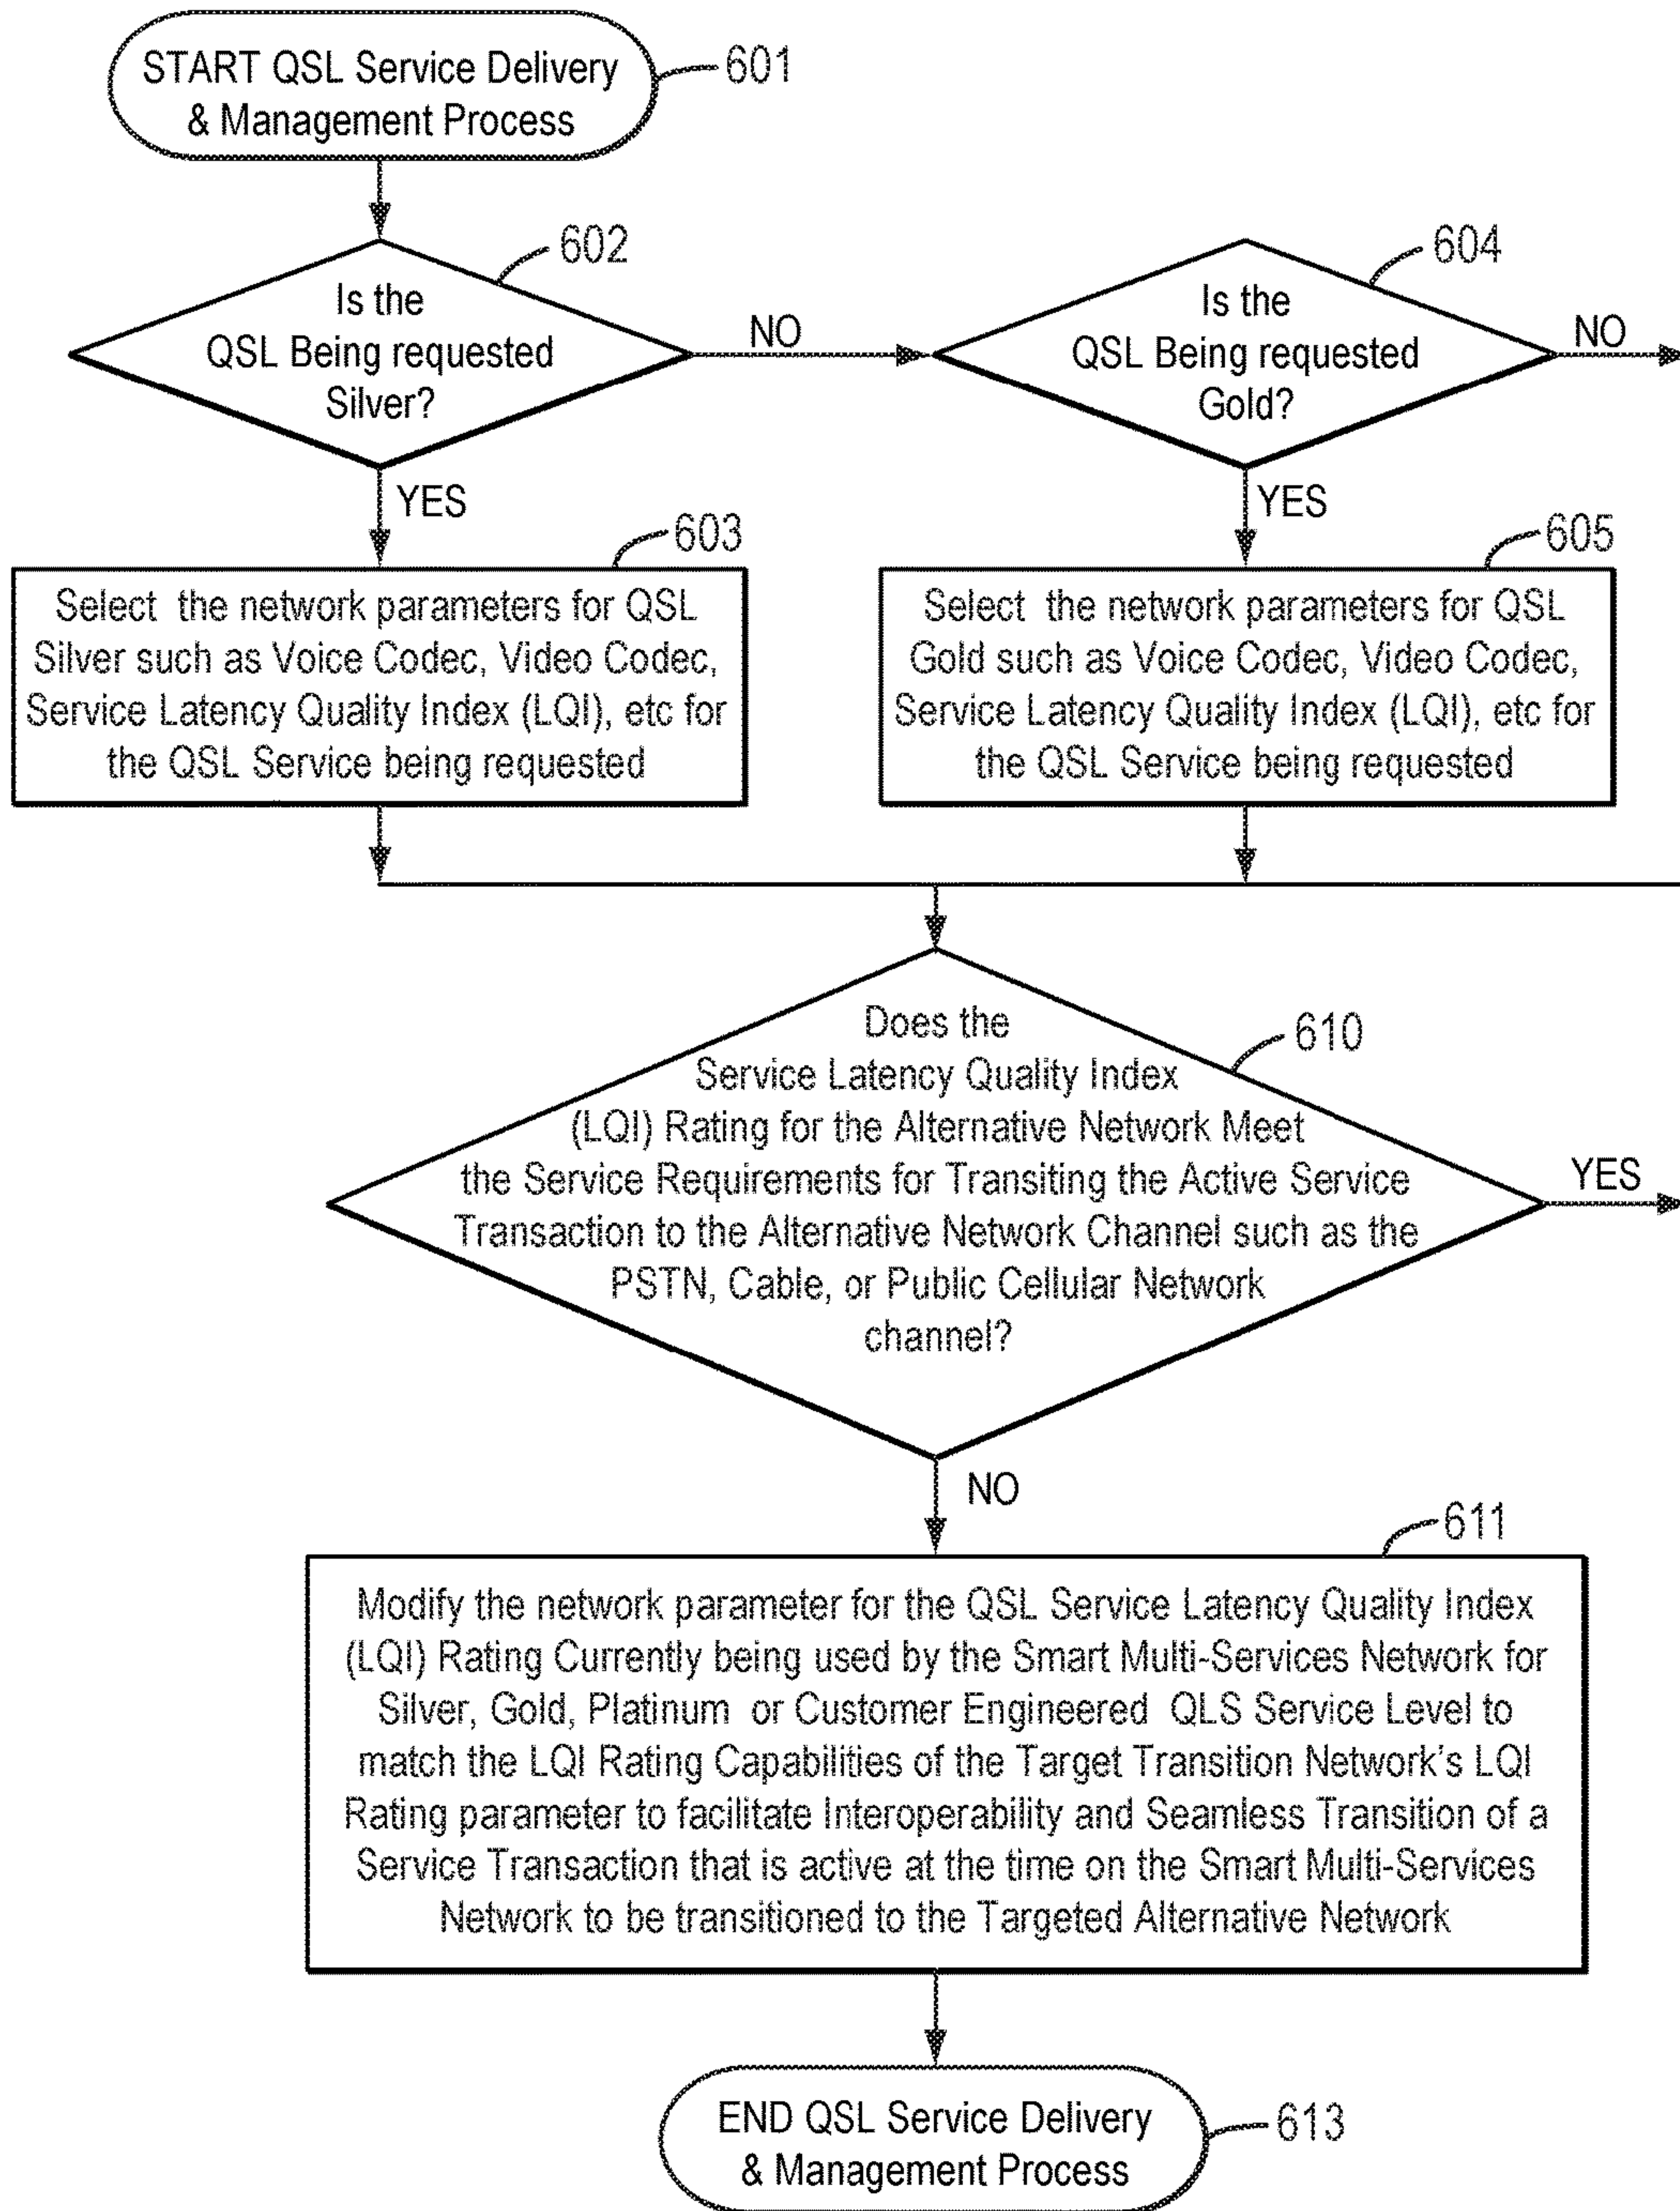 START QSL Service Delivery
& Management Process
601
602
Is the
QSL Being requested
Silver?
NO
604
Is the
QSL Being requested
Gold?
NO
YES
YES
603
Select the network parameters for QSL
Silver such as Voice Codec, Video Codec,
Service Latency Quality Index (LQI), etc for
the QSL Service being requested
605
Select the network parameters for QSL
Gold such as Voice Codec, Video Codec,
Service Latency Quality Index (LQI), etc for
the QSL Service being requested
610
Does the
Service Latency Quality Index
(LQI) Rating for the Alternative Network Meet
the Service Requirements for Transiting the Active Service
Transaction to the Alternative Network Channel such as the
PSTN, Cable, or Public Cellular Network
channel?
YES
NO
611
Modify the network parameter for the QSL Service Latency Quality Index
(LQI) Rating Currently being used by the Smart Multi-Services Network for
Silver, Gold, Platinum or Customer Engineered QLS Service Level to
match the LQI Rating Capabilities of the Target Transition Network's LQI
Rating parameter to facilitate Interoperability and Seamless Transition of a
Service Transaction that is active at the time on the Smart Multi-Services
Network to be transitioned to the Targeted Alternative Network
END QSL Service Delivery
& Management Process
613